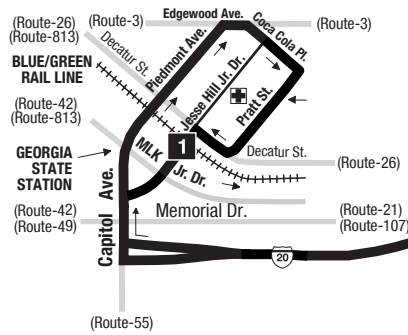 (Route-26)
(Route-813)
(Route-3)
Edgewood Ave.
(Route-3)
Coca Cola Pl.
Decatur St.
Piedmont Ave.
BLUE/GREEN
RAIL LINE
Jesse Hill Jr. Dr.
Pratt St.
(Route-42)
(Route-813)
1
GEORGIA
STATE
STATION
MLK Jr. Dr.
Decatur St.
(Route-26)
Capitol Ave.
(Route-42)
(Route-49)
Memorial Dr.
(Route-21)
(Route-107)
20
(Route-55)